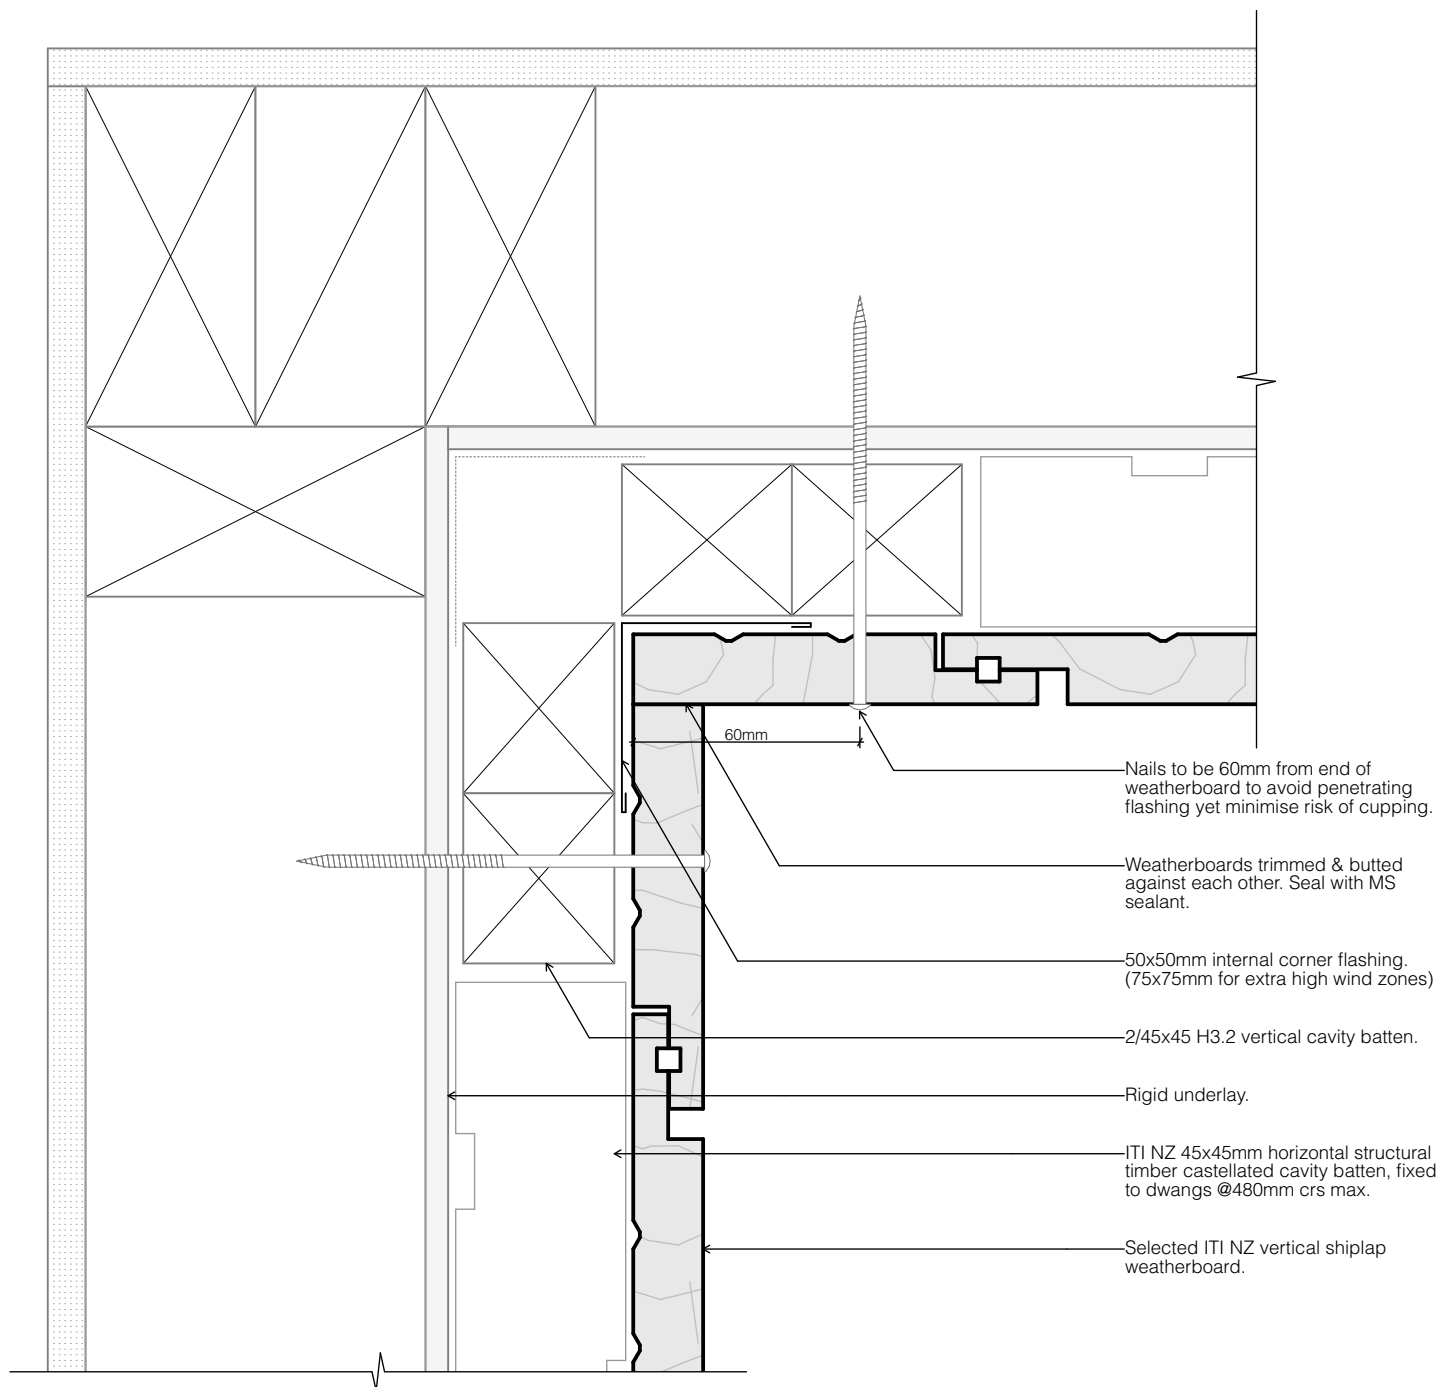 60mm
Nails to be 60mm from end of
weatherboard to avoid penetrating
flashing yet minimise risk of cupping.
Weatherboards trimmed & butted
against each other. Seal with MS
sealant.
50x50mm internal corner flashing.
(75x75mm for extra high wind zones)
2/45x45 H3.2 vertical cavity batten.
Rigid underlay.
ITI NZ 45x45mm horizontal structural
timber castellated cavity batten, fixed
to dwangs @480mm crs max.
Selected ITI NZ vertical shiplap
weatherboard.